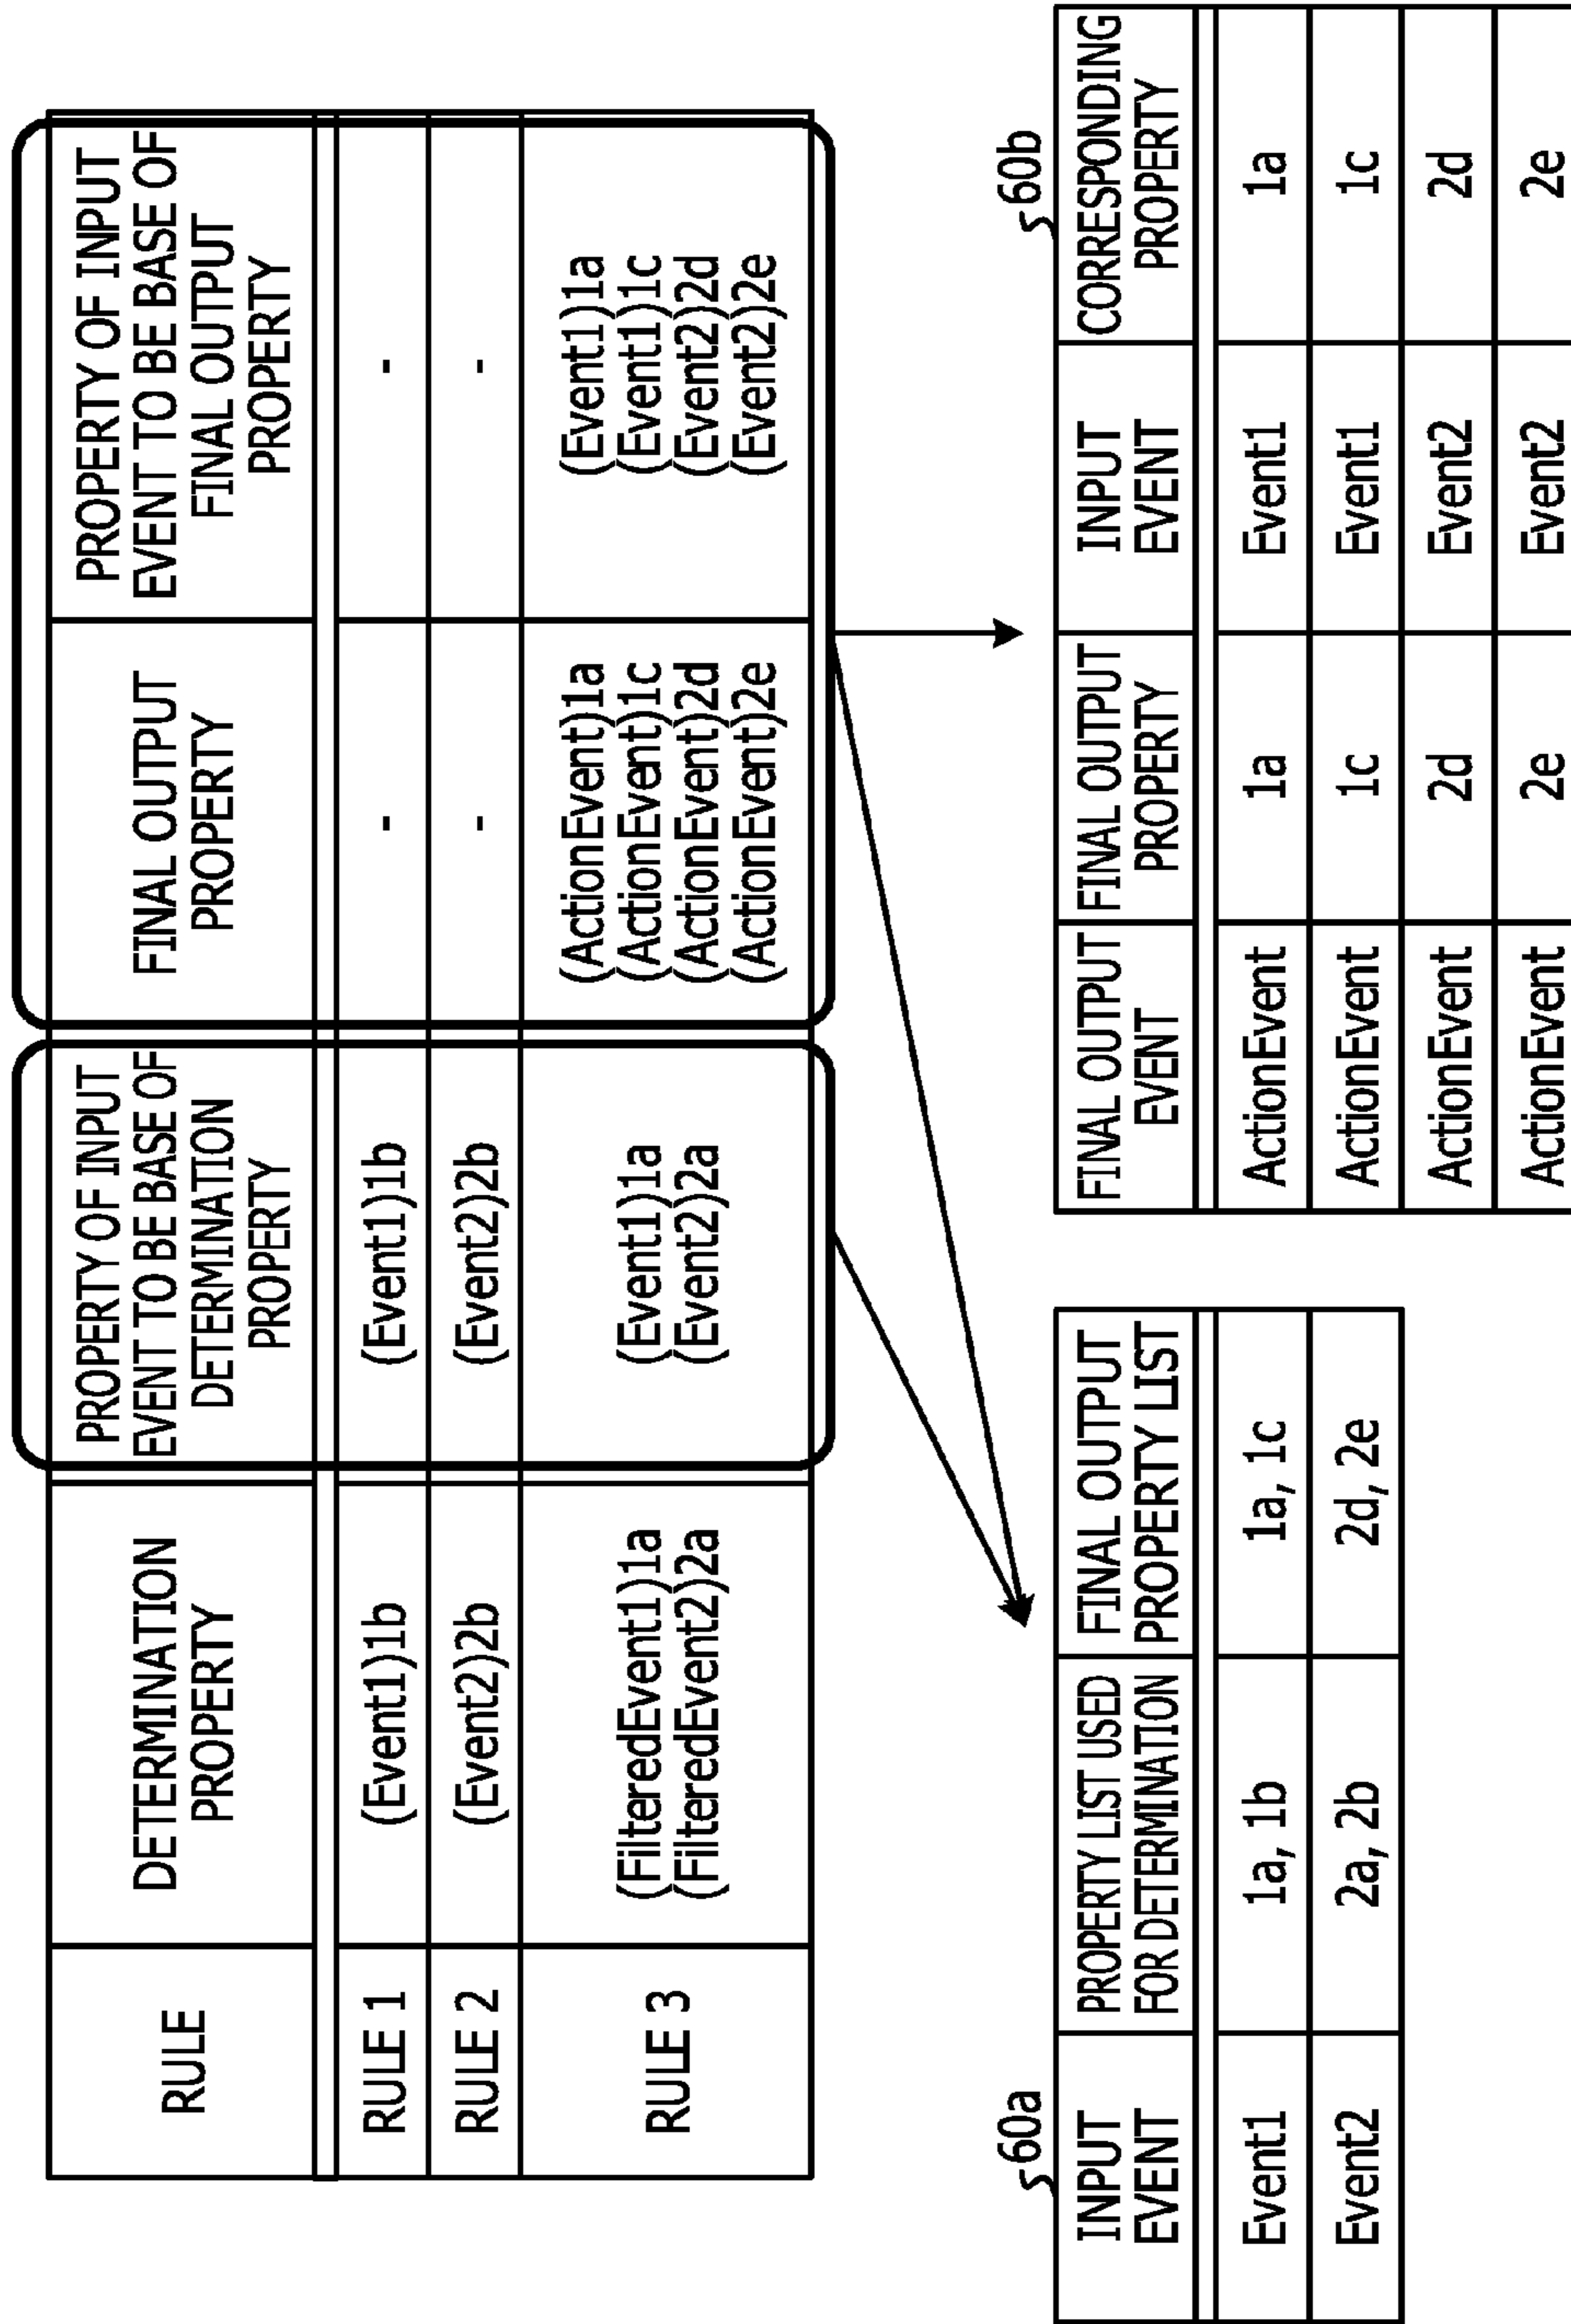 RULE
DETERMINATION
PROPERTY
PROPERTY OF INPUT
EVENT TO BE BASE OF
DETERMINATION
PROPERTY
FINAL OUTPUT
PROPERTY
PROPERTY OF INPUT
EVENT TO BE BASE OF
FINAL OUTPUT
PROPERTY
RULE 1
(Event1)1b
(Event1)1b
-
-
RULE 2
(Event2)2b
(Event2)2b
-
-
RULE 3
(FilteredEvent1)1a
(FilteredEvent2)2a
(Event1)1a
(Event2)2a
(ActionEvent)1a
(ActionEvent)1c
(ActionEvent)2d
(ActionEvent)2e
(Event1)1a
(Event1)1c
(Event2)2d
(Event2)2e
60a
INPUT
EVENT
PROPERTY LIST USED
FOR DETERMINATION
FINAL OUTPUT
PROPERTY LIST
Event1
1a, 1b
1a, 1c
Event2
2a, 2b
2d, 2e
60b
FINAL OUTPUT
EVENT
FINAL OUTPUT
PROPERTY
INPUT
EVENT
CORRESPONDING
PROPERTY
ActionEvent
1a
Event1
1a
ActionEvent
1c
Event1
1c
ActionEvent
2d
Event2
2d
ActionEvent
2e
Event2
2e